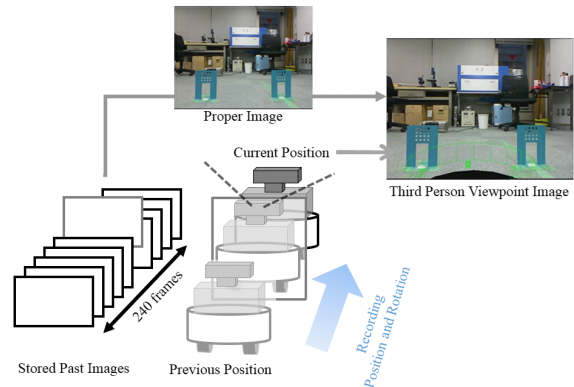 Proper Image
Current Position
Third Person Viewpoint Image
240 frames
Recording
Position and Rotation
Stored Past Images
Previous Position